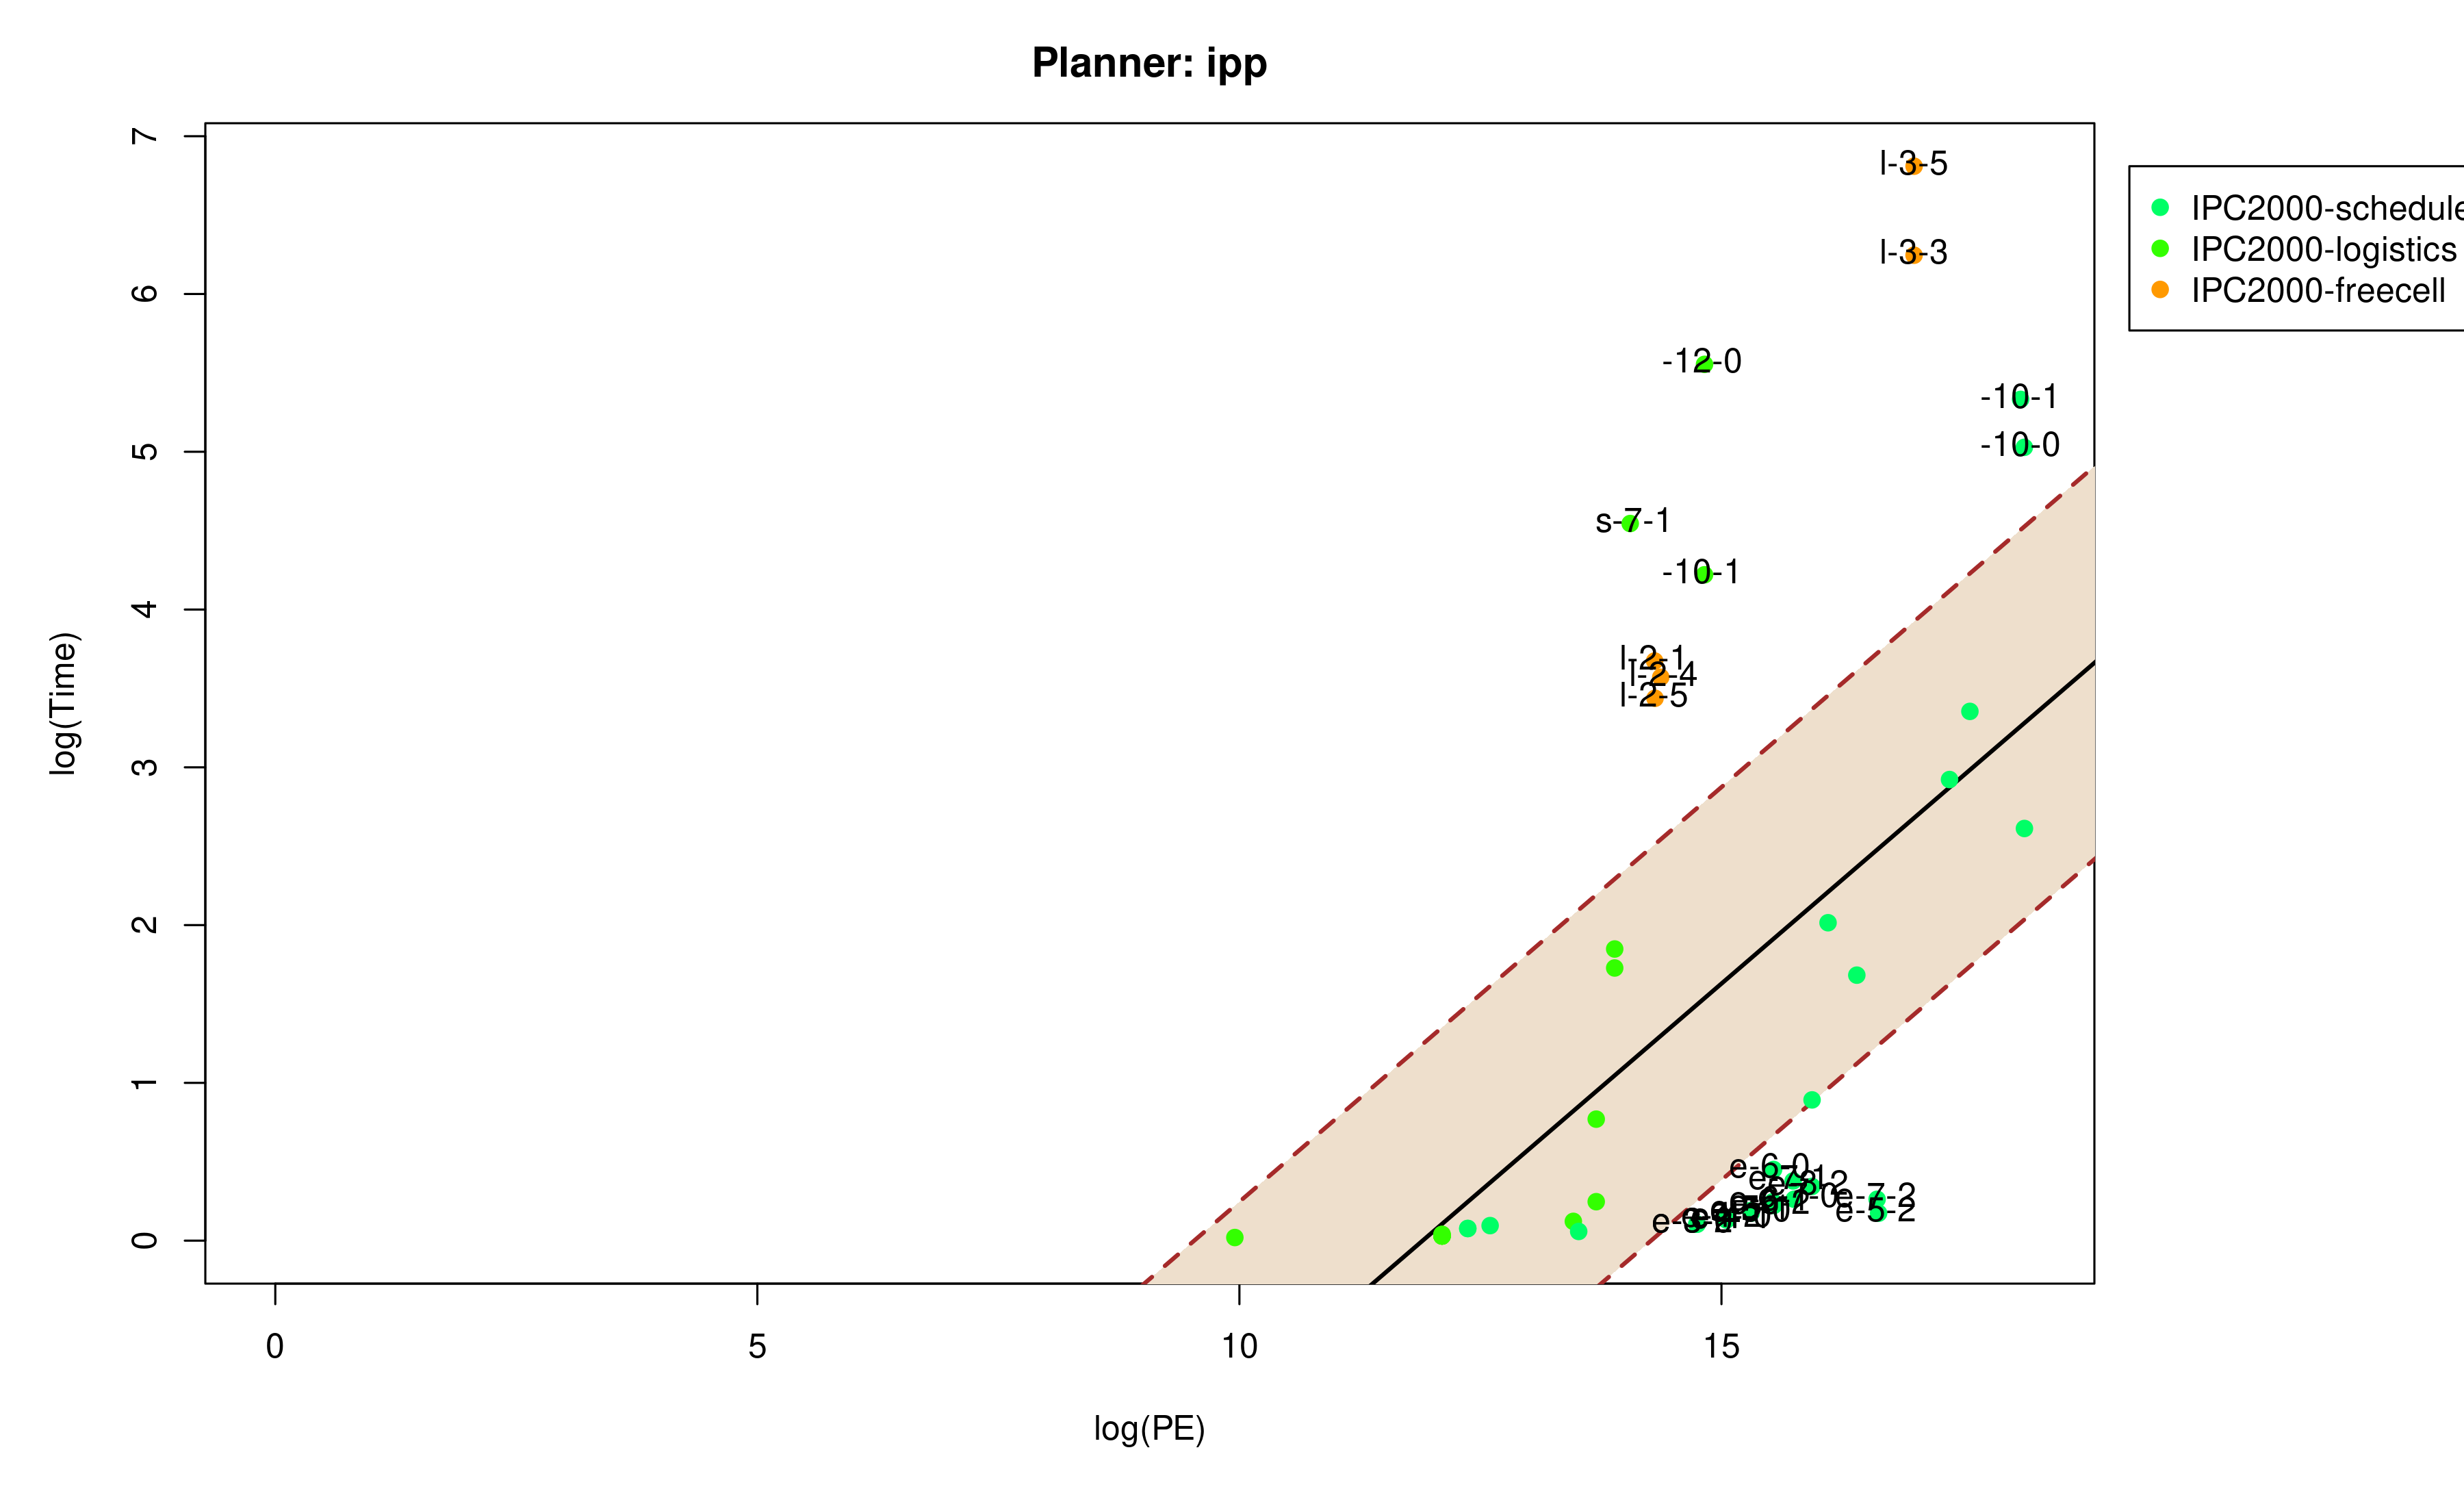 Planner: ipp
7
6
5
4
3
2
1
0
log(Time)
l-3-5
l-3-3
-12-0
-10-1
-10-0
s-7-1
-10-1
l-2-1
l-2-4
l-2-5
e-6-0
e-7-2
e-5-2
0
5
10
15
log(PE)
IPC2000-schedule
IPC2000-logistics
IPC2000-freecell